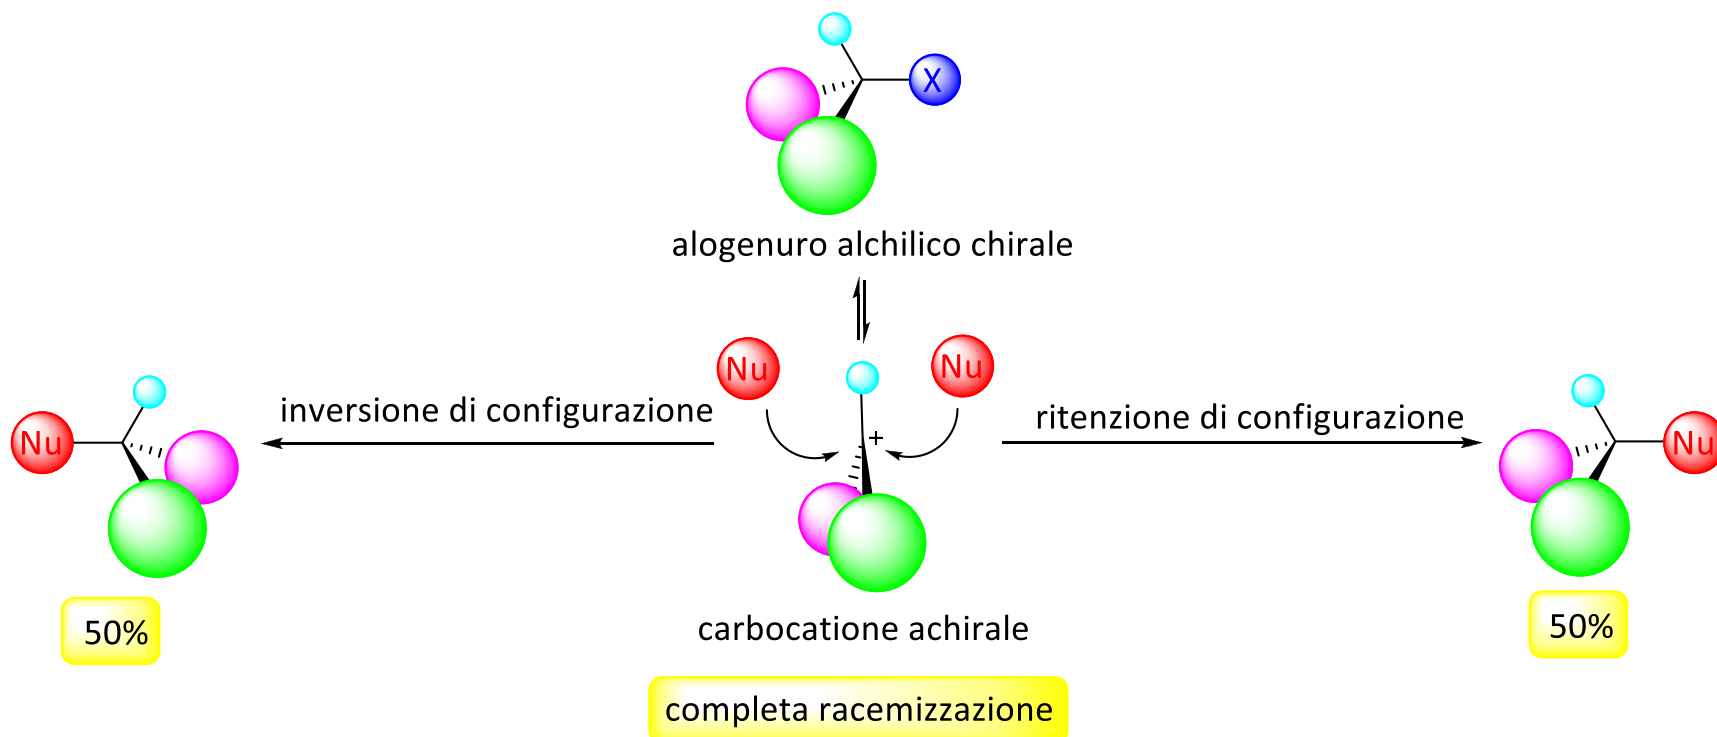 X
alogenuro alchilico chirale
Nu
Nu
+
inversione di configurazione
ritenzione di configurazione
Nu
Nu
50%
carbocatione achirale
50%
completa racemizzazione